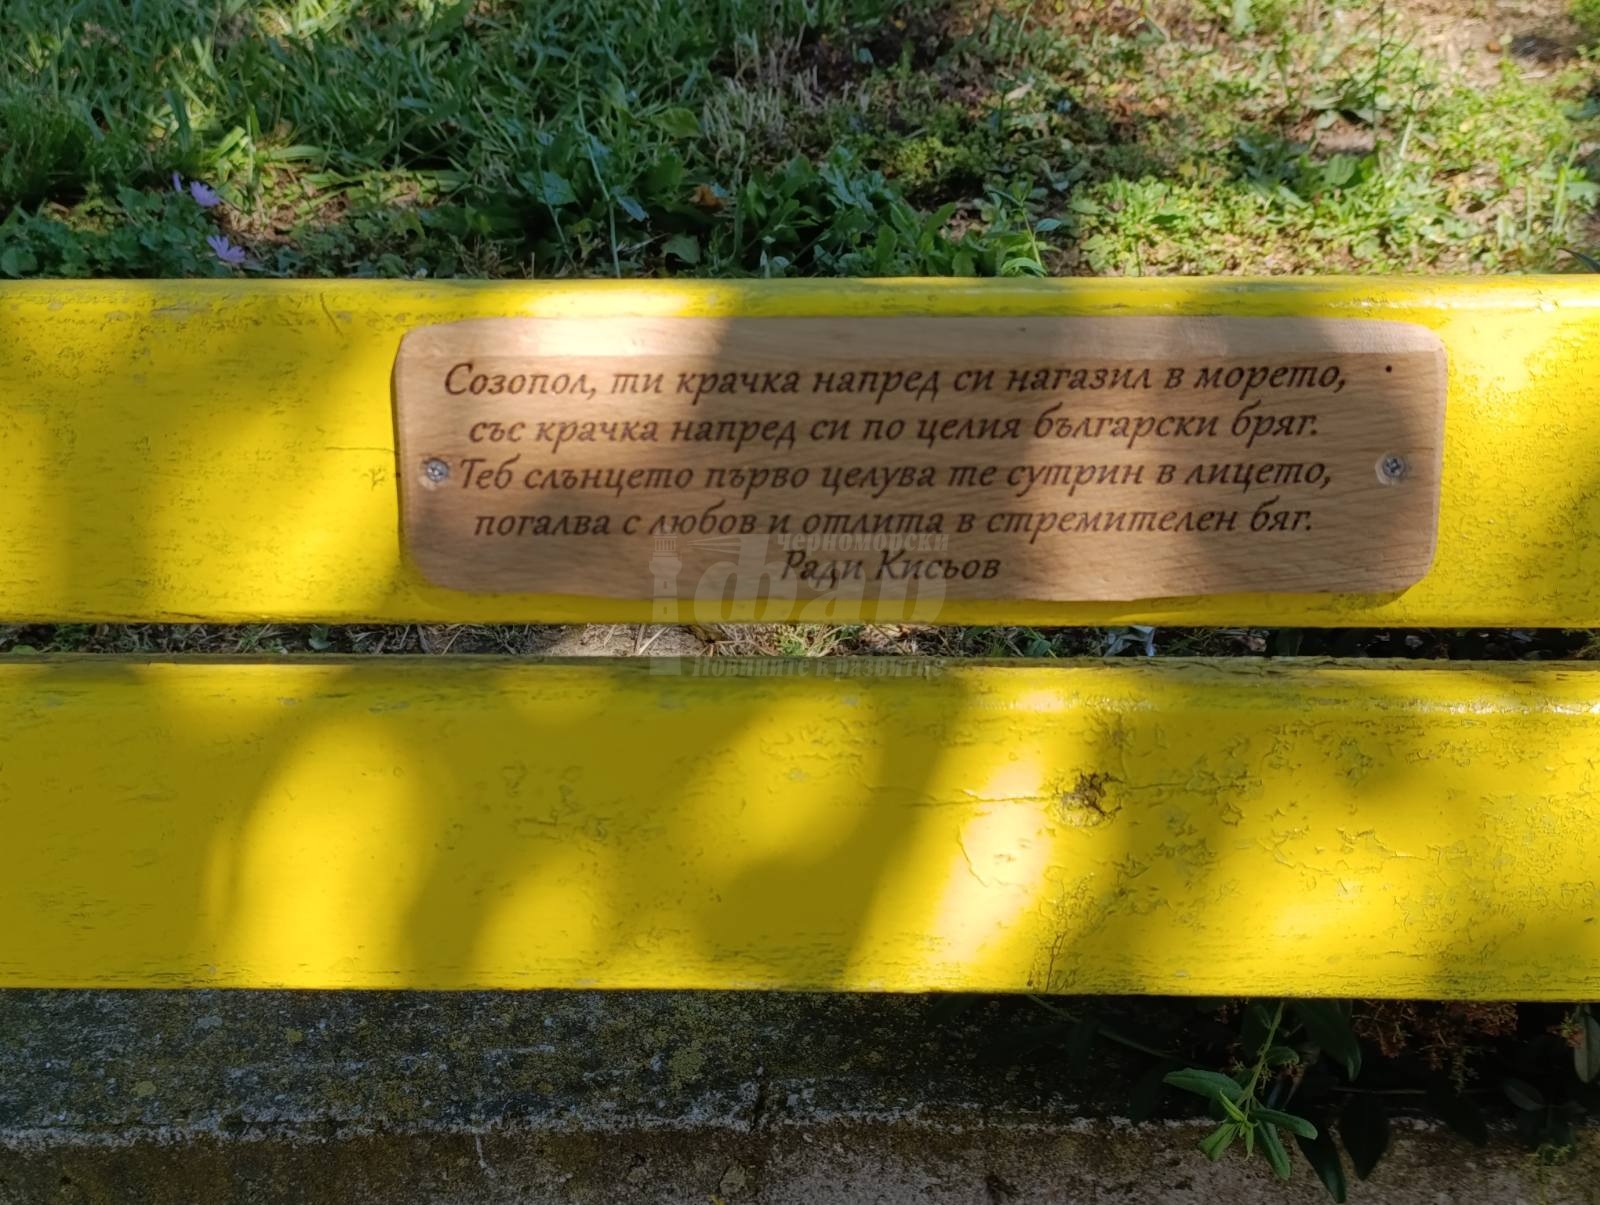 Созопол, ти крачка напред си нагазил в морето,
със крачка напред си по целия български бряг.
Теб слънцето първо целува те сутрин в лицето,
погалва с любов и отлита в стремителен бяг.
Ради Кисьов
черноморски
фар
Новините в развитие